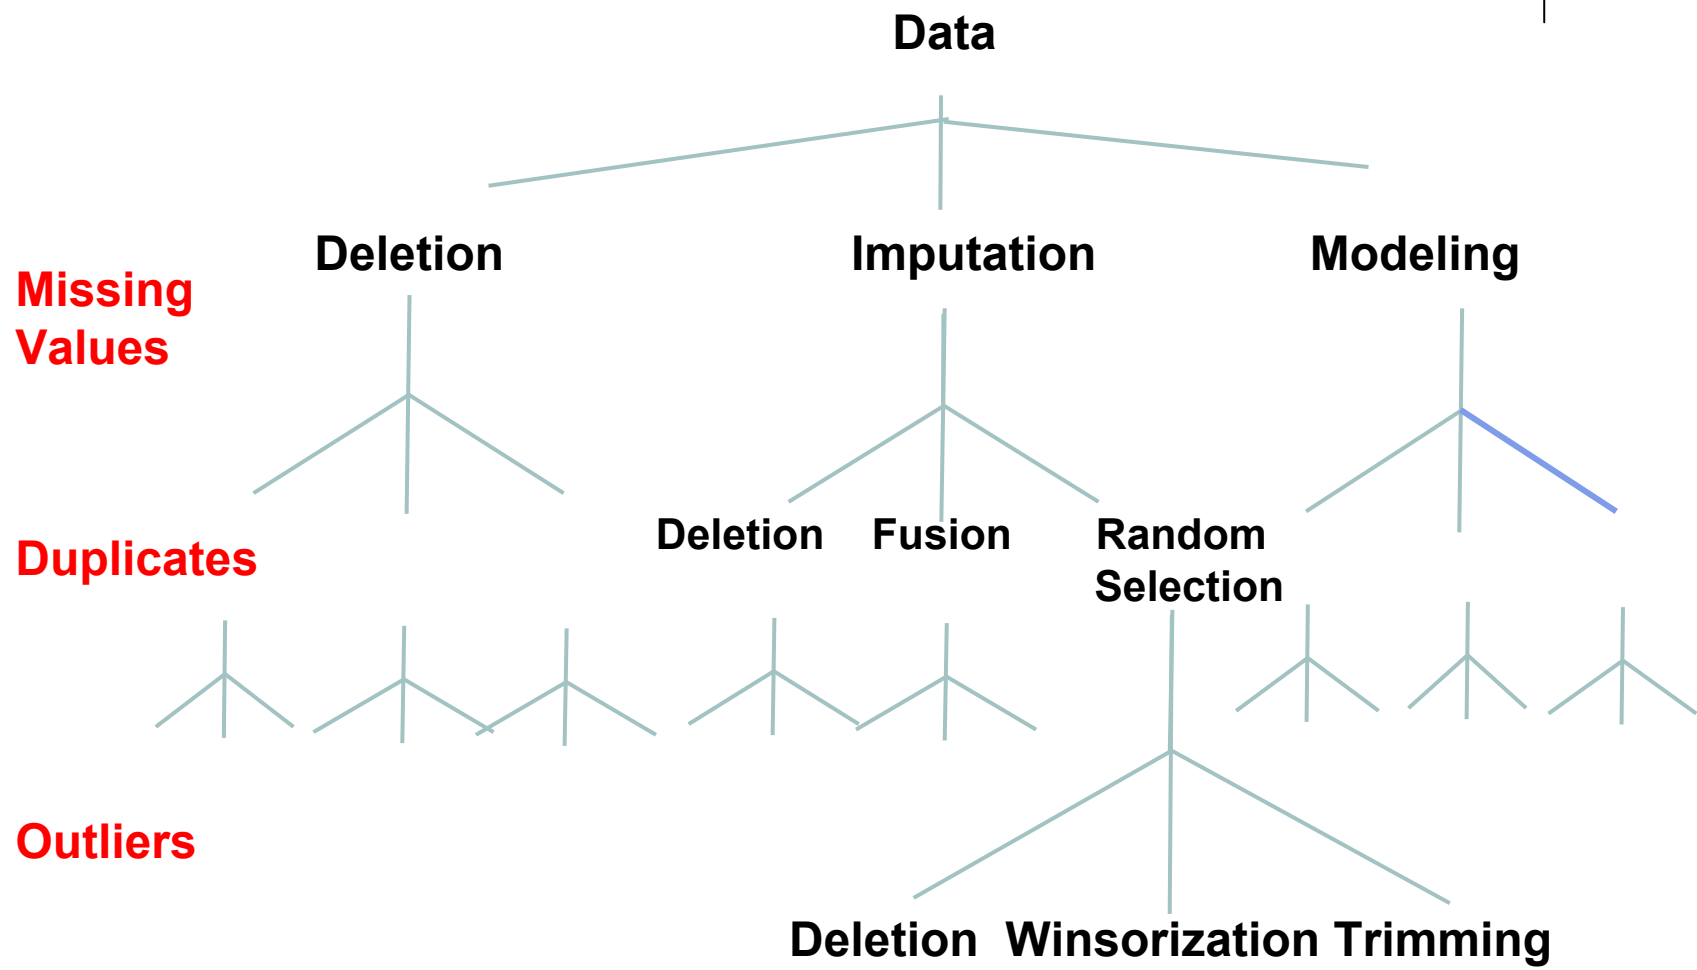 Data
Deletion Imputation Modeling
Missing
Values
Deletion Fusion Random
Selection
Duplicates
Outliers
Deletion Winsorization Trimming